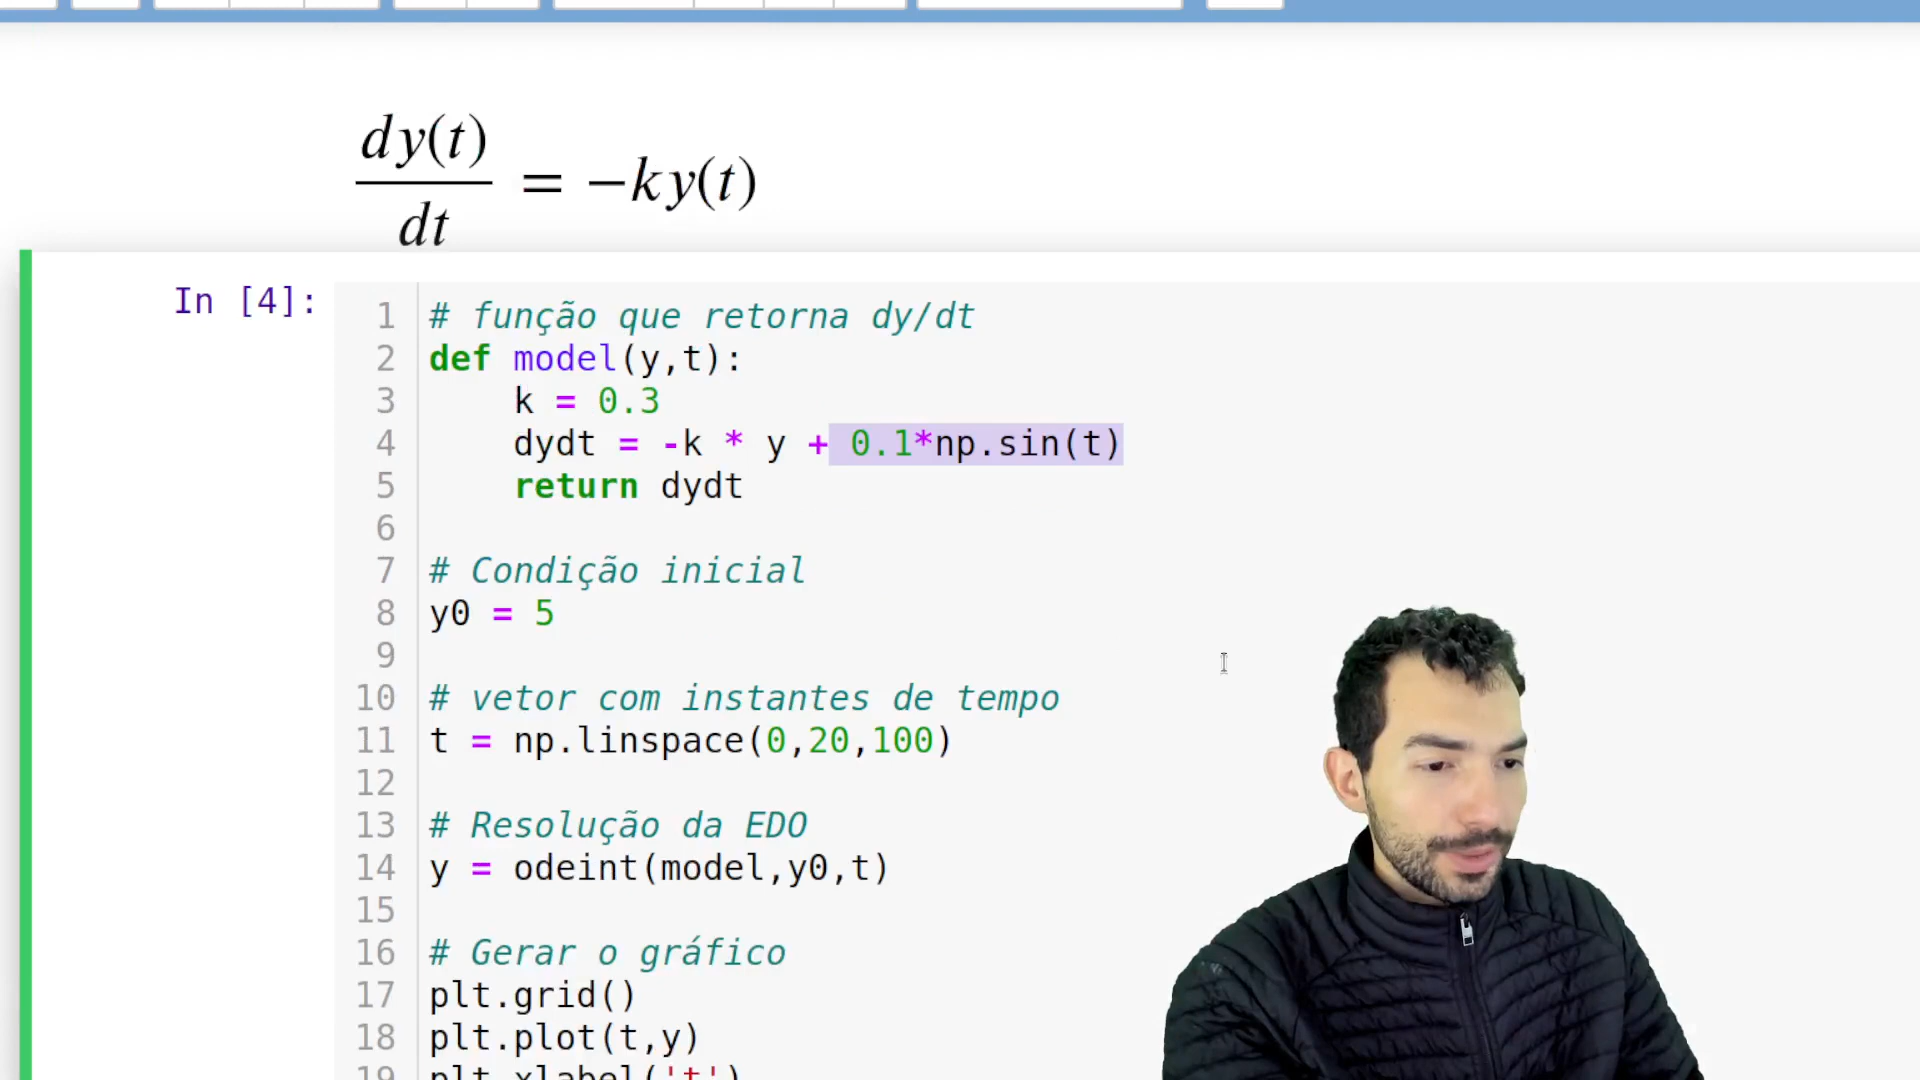 dy(t)
dt
= −ky(t)
In [4]:
1 # função que retorna dy/dt
2 def model(y,t):
3 k = 0.3
4 dydt = -k * y + 0.1*np.sin(t)
5 return dydt
6
7 # Condição inicial
8 y0 = 5
9
10 # vetor com instantes de tempo
11 t = np.linspace(0,20,100)
12
13 # Resolução da EDO
14 y = odeint(model,y0,t)
15
16 # Gerar o gráfico
17 plt.grid()
18 plt.plot(t,y)
19 plt.xlabel('t')